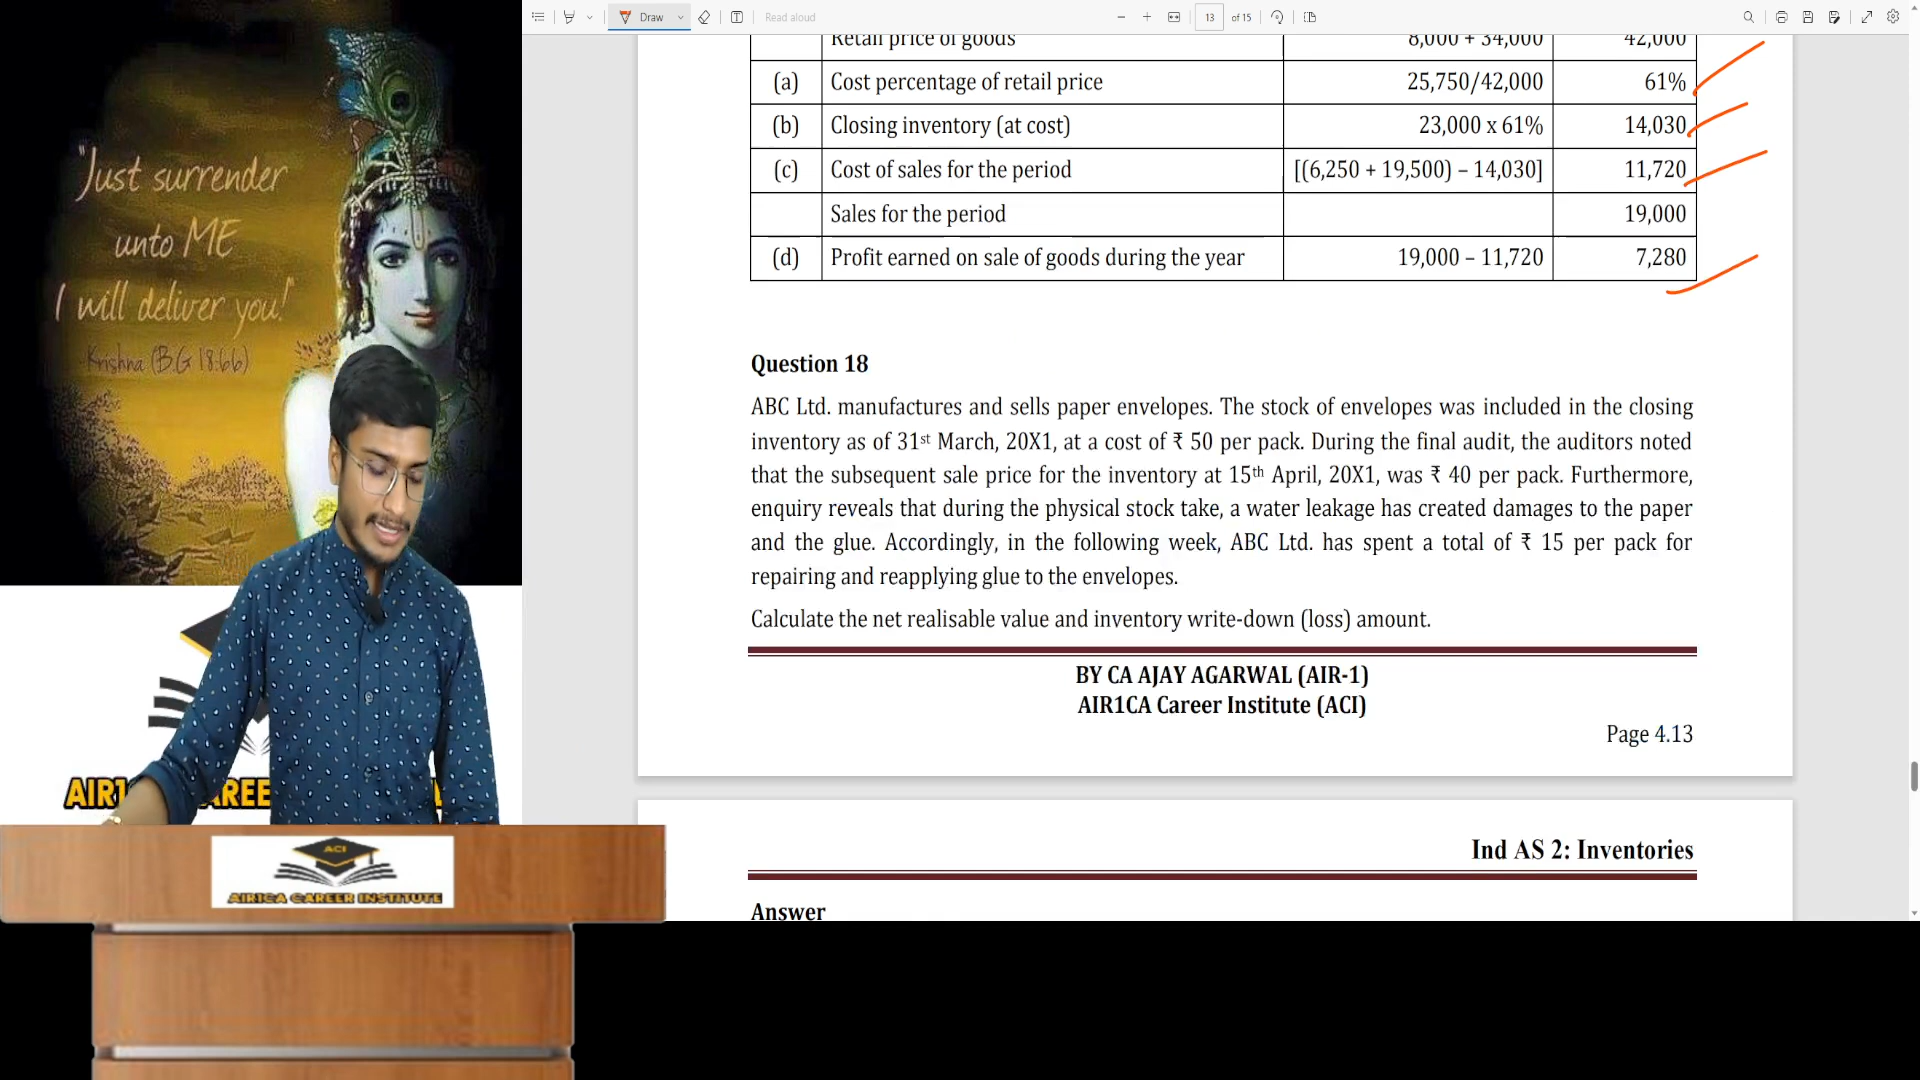 Draw
Read aloud
13
of 15
"Just surrender
unto ME
I will deliver you!"
Krishna (B.G 18:66)
ACI
AIR1CA CAREER INSTITUTE
Retail price of goods 8,000 + 34,000 42,000
(a) Cost percentage of retail price 25,750/42,000 61%
(b) Closing inventory (at cost) 23,000 x 61% 14,030
(c) Cost of sales for the period [(6,250 + 19,500) – 14,030] 11,720
Sales for the period 19,000
(d) Profit earned on sale of goods during the year 19,000 – 11,720 7,280
Question 18
ABC Ltd. manufactures and sells paper envelopes. The stock of envelopes was included in the closing
inventory as of 31st March, 20X1, at a cost of ₹ 50 per pack. During the final audit, the auditors noted
that the subsequent sale price for the inventory at 15th April, 20X1, was ₹ 40 per pack. Furthermore,
enquiry reveals that during the physical stock take, a water leakage has created damages to the paper
and the glue. Accordingly, in the following week, ABC Ltd. has spent a total of ₹ 15 per pack for
repairing and reapplying glue to the envelopes.
Calculate the net realisable value and inventory write-down (loss) amount.
BY CA AJAY AGARWAL (AIR-1)
AIR1CA Career Institute (ACI)
Page 4.13
Ind AS 2: Inventories
Answer